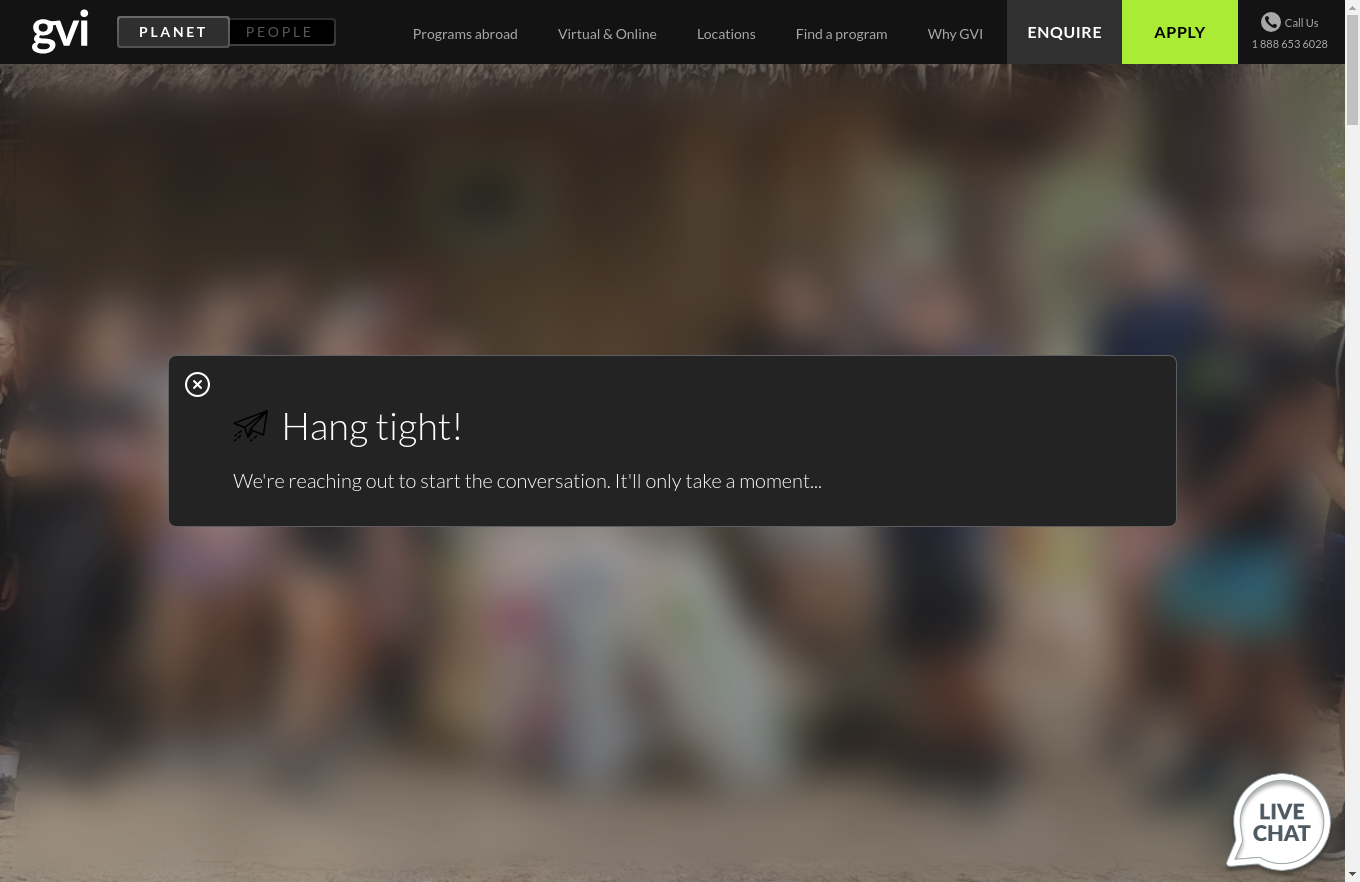 gvi
PLANET
PEOPLE
Programs abroad
Virtual & Online
Locations
Find a program
Why GVI
ENQUIRE
APPLY
Call Us
1 888 653 6028
Hang tight!
We're reaching out to start the conversation. It'll only take a moment...
LIVE
CHAT